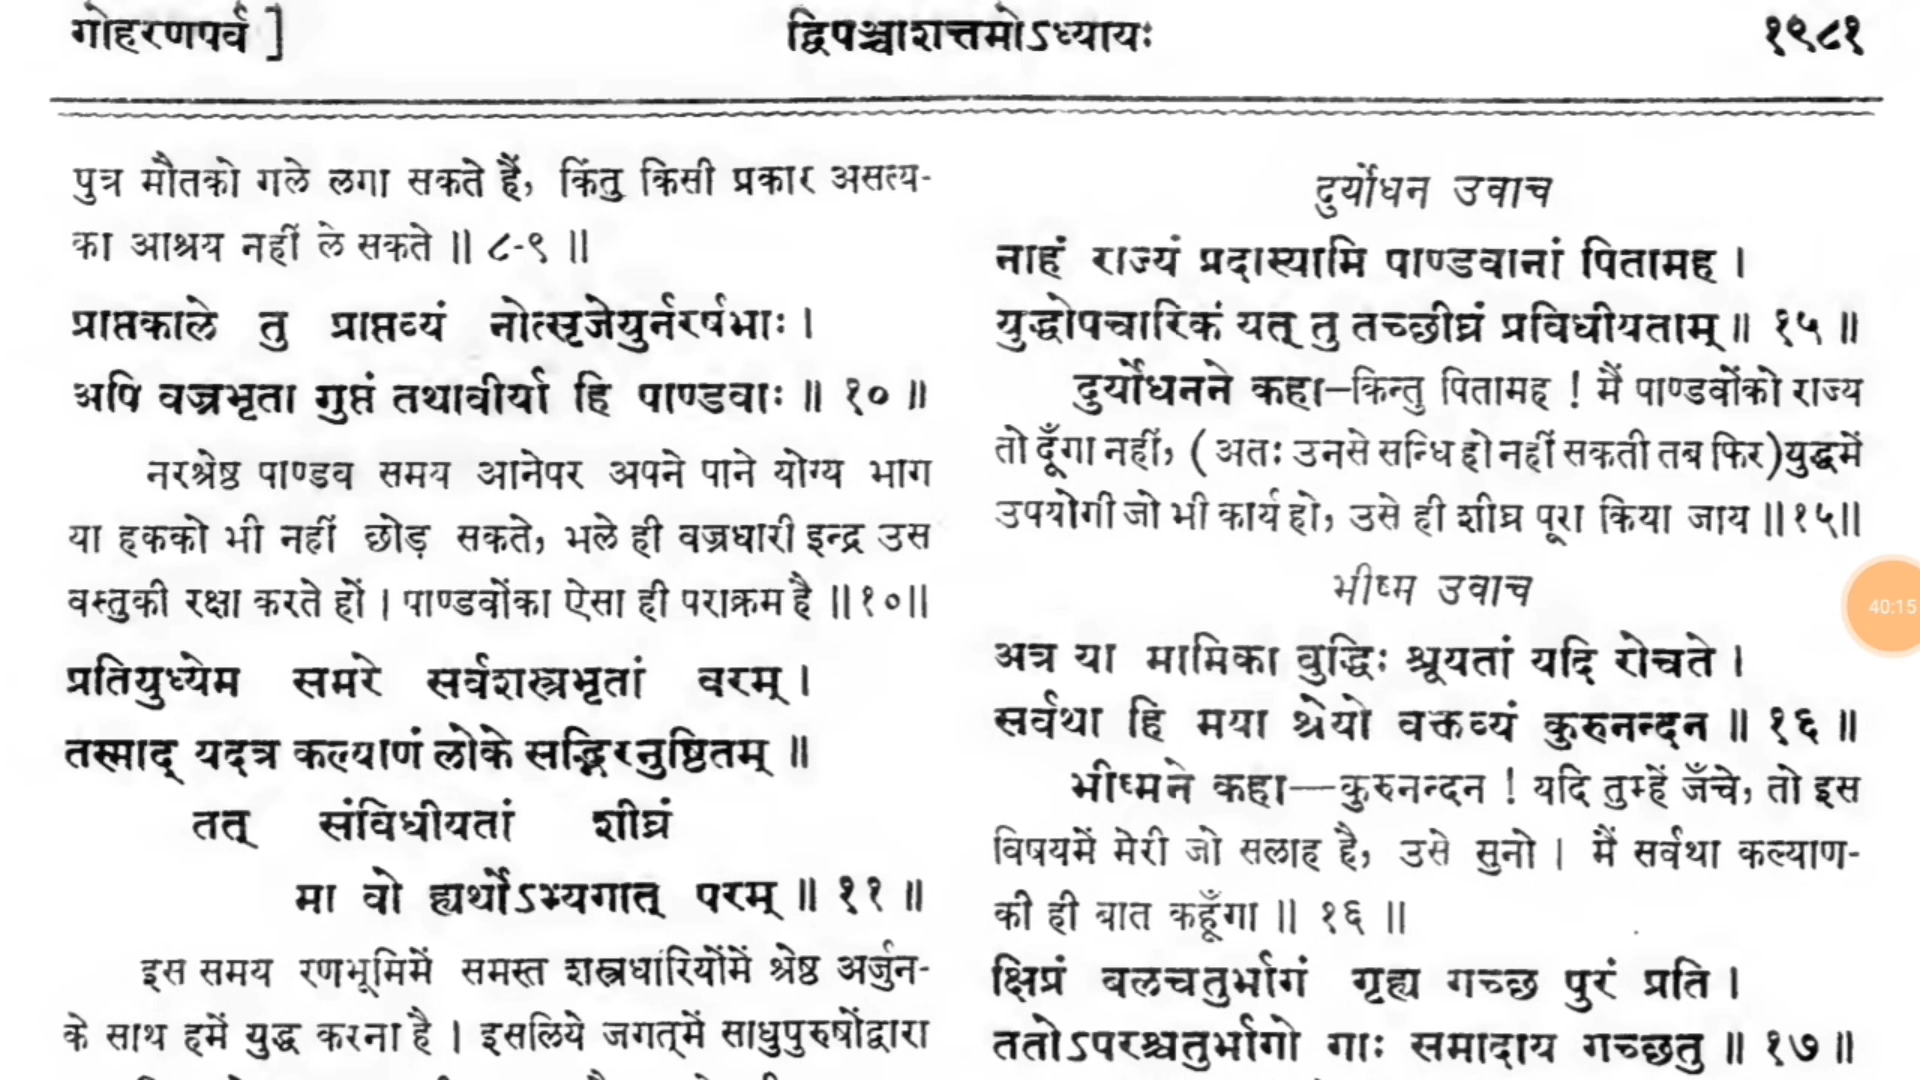 गोहरणपर्व ]
द्विपञ्चाशत्तमोऽध्यायः
१९८१
पुत्र मौतको गले लगा सकते हैं, किंतु किसी प्रकार असत्य-
का आश्रय नहीं ले सकते ॥ ८-९ ॥
प्राप्तकाले तु प्राप्तव्यं नोत्सृजेयुर्नरर्षभाः ।
अपि वज्रभृता गुप्तं तथावीर्या हि पाण्डवाः ॥ १० ॥
नरश्रेष्ठ पाण्डव समय आनेपर अपने पाने योग्य भाग
या हकको भी नहीं छोड़ सकते, भले ही वज्रधारी इन्द्र उस
वस्तुकी रक्षा करते हों । पाण्डवोंका ऐसा ही पराक्रम है ॥१०॥
प्रतियुध्येम समरे सर्वशस्त्रभृतां वरम् ।
तस्माद् यदत्र कल्याणं लोके सद्भिरनुष्ठितम् ॥
तत् संविधीयतां शीघ्रं
मा वो ह्यर्थोऽभ्यगात् परम् ॥ ११ ॥
इस समय रणभूमिमें समस्त शस्त्रधारियोंमें श्रेष्ठ अर्जुन-
के साथ हमें युद्ध करना है । इसलिये जगत्‌में साधुपुरुषोंद्वारा
दुर्योधन उवाच
नाहं राज्यं प्रदास्यामि पाण्डवानां पितामह ।
युद्धोपचारिकं यत् तु तच्छीघ्रं प्रविधीयताम् ॥ १५ ॥
दुर्योधनने कहा—किन्तु पितामह ! मैं पाण्डवोंको राज्य
तो दूँगा नहीं, ( अतः उनसे सन्धि हो नहीं सकती तब फिर )युद्धमें
उपयोगी जो भी कार्य हो, उसे ही शीघ्र पूरा किया जाय ॥१५॥
भीष्म उवाच
अत्र या मामिका बुद्धिः श्रूयतां यदि रोचते ।
सर्वथा हि मया श्रेयो वक्तव्यं कुरुनन्दन ॥ १६ ॥
भीष्मने कहा—कुरुनन्दन ! यदि तुम्हें जँचे, तो इस
विषयमें मेरी जो सलाह है, उसे सुनो । मैं सर्वथा कल्याण-
की ही बात कहूँगा ॥ १६ ॥
क्षिप्रं बलचतुर्भागं गृह्य गच्छ पुरं प्रति ।
ततोऽपरश्चतुर्भागो गाः समादाय गच्छतु ॥ १७ ॥
40:15